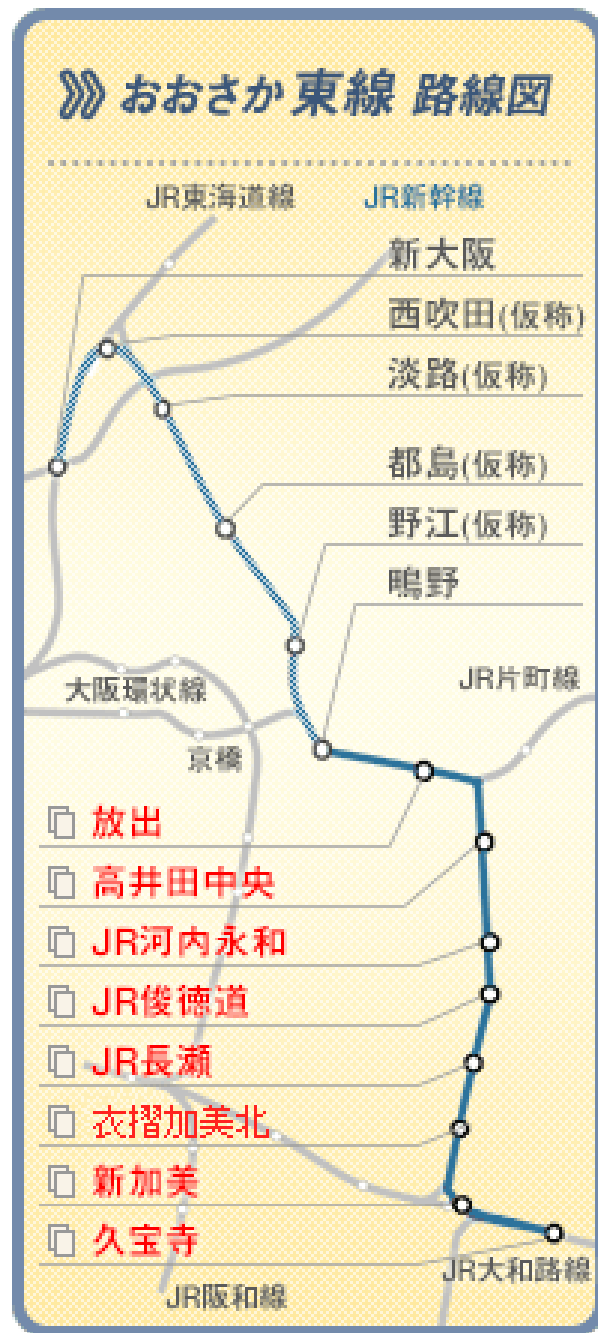 おおさか東線 路線図
JR東海道線
JR新幹線
新大阪
西吹田(仮称)
淡路(仮称)
都島(仮称)
野江(仮称)
鴫野
JR片町線
大阪環状線
京橋
放出
高井田中央
JR河内永和
JR俊徳道
JR長瀬
衣摺加美北
新加美
久宝寺
JR大和路線
JR阪和線